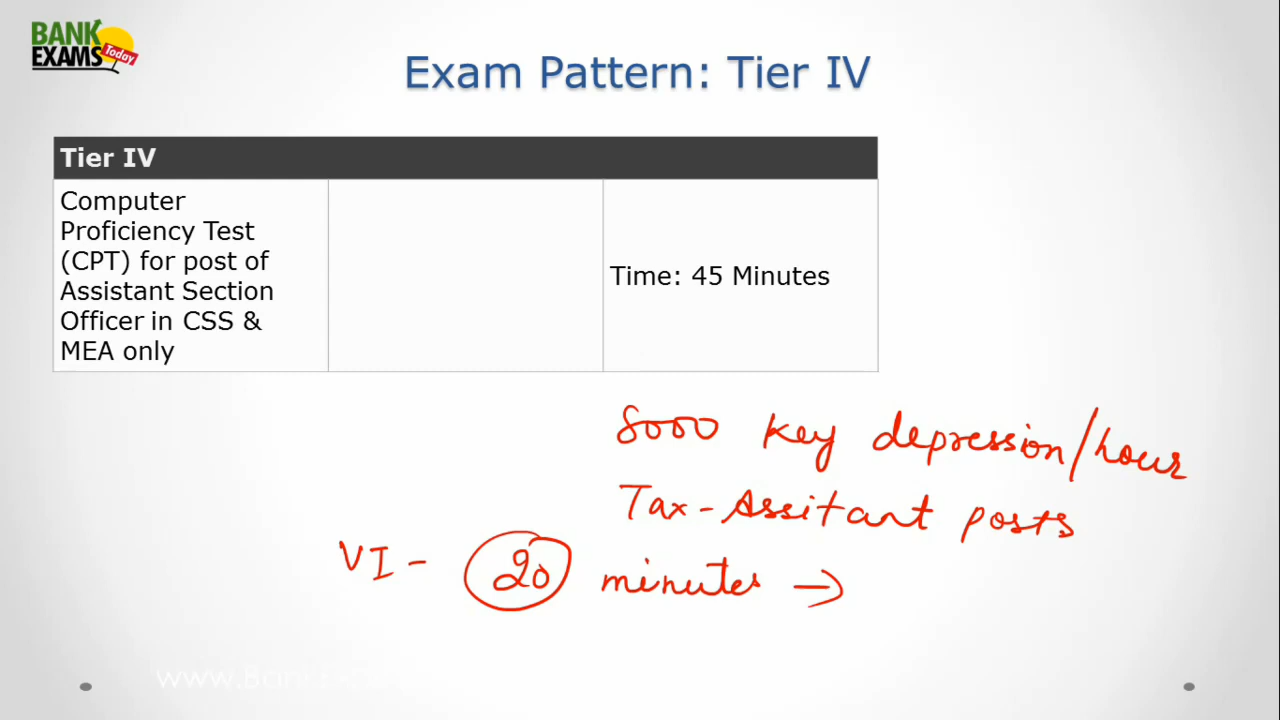 BANK
EXAMS Today
Exam Pattern: Tier IV
Tier IV
Computer
Proficiency Test
(CPT) for post of
Assistant Section
Officer in CSS &
MEA only
Time: 45 Minutes
8000 key depression/hour
Tax-Assitant posts
VI - 20 minutes →